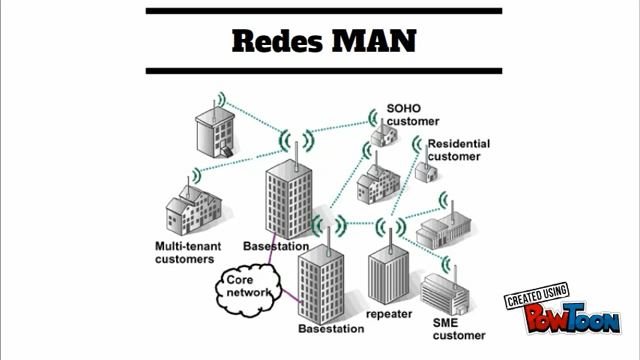 Redes MAN
SOHO
customer
Residential
customer
Multi-tenant
customers
Basestation
Core
network
Basestation
repeater
SME
customer
CREATED USING
POWTOON